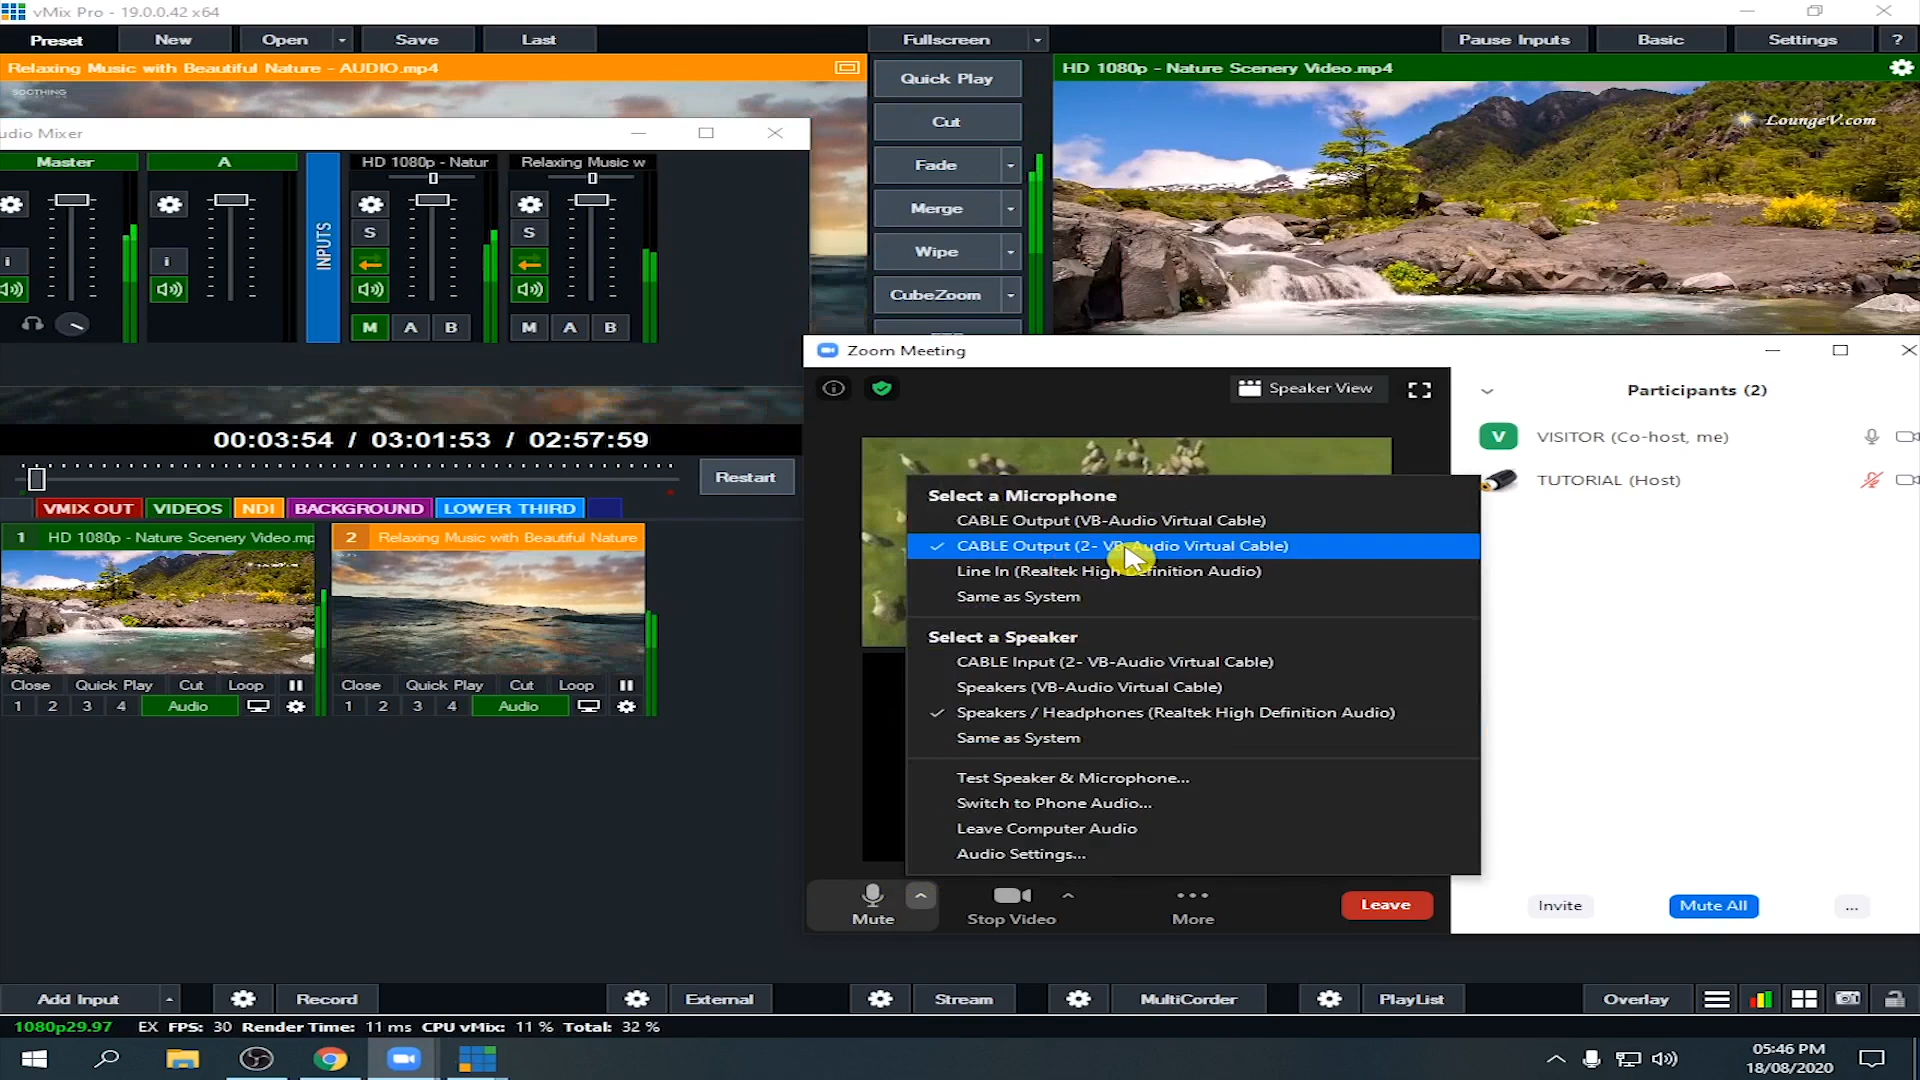 vMix Pro - 19.0.0.42 x64
Preset
New
Open
Save
Last
Fullscreen
Pause Inputs
Basic
Settings
?
Relaxing Music with Beautiful Nature - AUDIO.mp4
HD 1080p - Nature Scenery Video.mp4
SOOTHING
LoungeV.com
Quick Play
Cut
Fade
Merge
Wipe
CubeZoom
udio Mixer
Master
A
INPUTS
HD 1080p - Natur
Relaxing Music w
S
S
i
i
M
A
B
M
A
B
00:03:54 / 03:01:53 / 02:57:59
Restart
VMIX OUT
VIDEOS
NDI
BACKGROUND
LOWER THIRD
1 HD 1080p - Nature Scenery Video.mp
2 Relaxing Music with Beautiful Nature
Close
Quick Play
Cut
Loop
Close
Quick Play
Cut
Loop
1
2
3
4
Audio
1
2
3
4
Audio
Zoom Meeting
Speaker View
Participants (2)
V
VISITOR (Co-host, me)
TUTORIAL (Host)
Select a Microphone
CABLE Output (VB-Audio Virtual Cable)
CABLE Output (2- VB-Audio Virtual Cable)
Line In (Realtek High Definition Audio)
Same as System
Select a Speaker
CABLE Input (2- VB-Audio Virtual Cable)
Speakers (VB-Audio Virtual Cable)
Speakers / Headphones (Realtek High Definition Audio)
Same as System
Test Speaker & Microphone...
Switch to Phone Audio...
Leave Computer Audio
Audio Settings...
Mute
Stop Video
More
Leave
Invite
Mute All
...
Add Input
Record
External
Stream
MultiCorder
PlayList
Overlay
1080p29.97 EX FPS: 30 Render Time: 11 ms CPU vMix: 11 % Total: 32 %
05:46 PM
18/08/2020